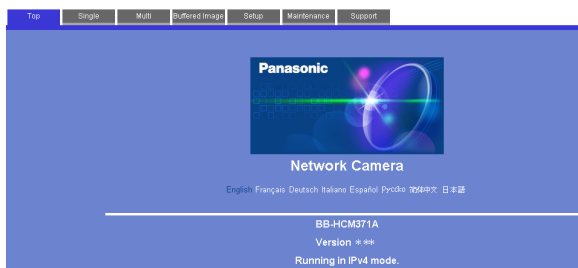 Top Single Multi Buffered Image Setup Maintenance Support
Panasonic
Network Camera
English Français Deutsch Italiano Español Русско 简体中文 日本語
BB-HCM371A
Version ***
Running in IPv4 mode.